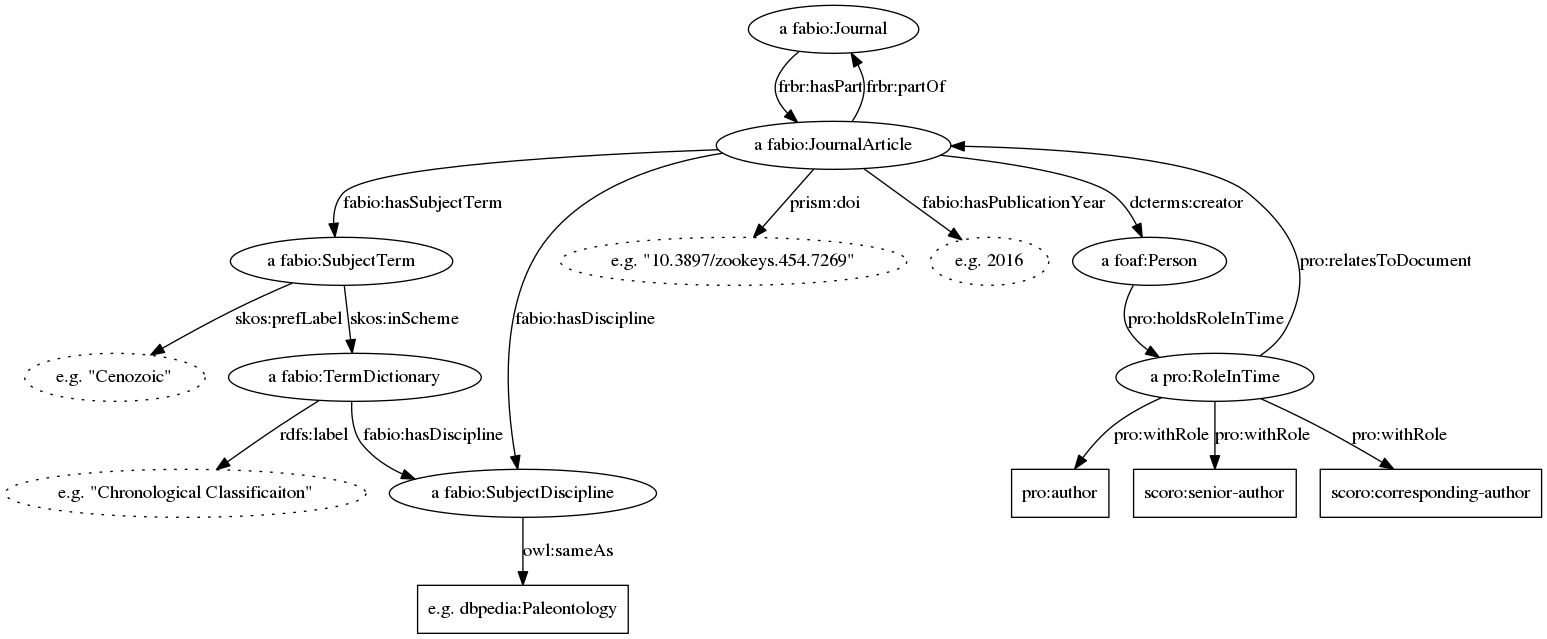 a fabio:Journal
frbr:hasPart
frbr:partOf
a fabio:JournalArticle
fabio:hasSubjectTerm
prism:doi
fabio:hasPublicationYear
dcterms:creator
a fabio:SubjectTerm
e.g. "10.3897/zookeys.454.7269"
e.g. 2016
a foaf:Person
pro:relatesToDocument
skos:prefLabel
skos:inScheme
fabio:hasDiscipline
pro:holdsRoleInTime
e.g. "Cenozoic"
a fabio:TermDictionary
a pro:RoleInTime
rdfs:label
fabio:hasDiscipline
pro:withRole
pro:withRole
pro:withRole
e.g. "Chronological Classificaiton"
a fabio:SubjectDiscipline
pro:author
scoro:senior-author
scoro:corresponding-author
owl:sameAs
e.g. dbpedia:Paleontology